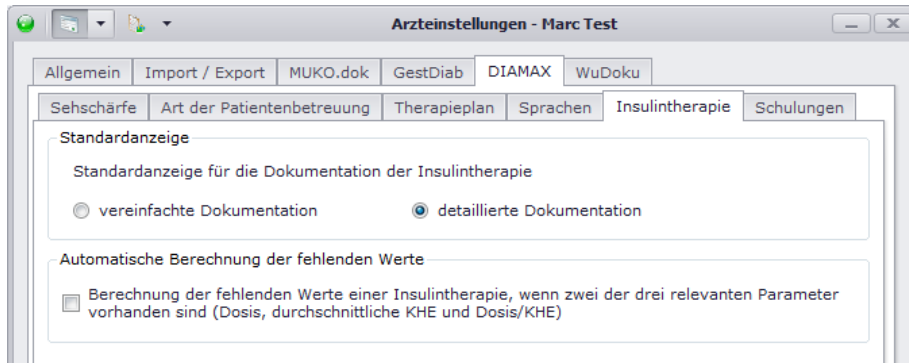 Arzteinstellungen - Marc Test
Allgemein Import / Export MUKO.dok GestDiab DIAMAX WuDoku
Sehschärfe Art der Patientenbetreuung Therapieplan Sprachen Insulintherapie Schulungen
Standardanzeige
Standardanzeige für die Dokumentation der Insulintherapie
vereinfachte Dokumentation detaillierte Dokumentation
Automatische Berechnung der fehlenden Werte
Berechnung der fehlenden Werte einer Insulintherapie, wenn zwei der drei relevanten Parameter
vorhanden sind (Dosis, durchschnittliche KHE und Dosis/KHE)